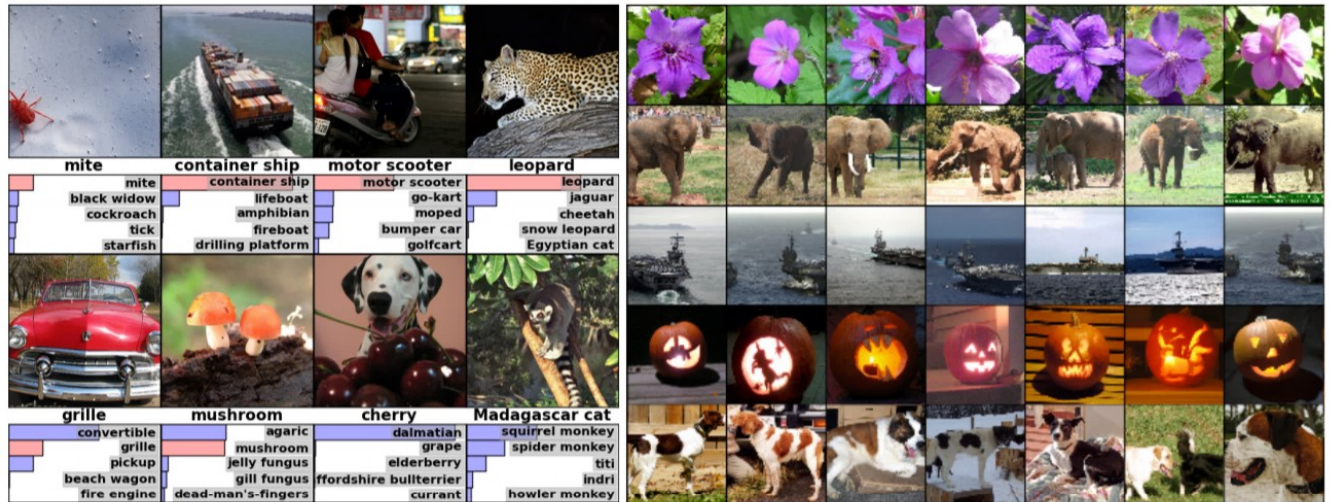 mite
container ship
motor scooter
leopard
mite
black widow
cockroach
tick
starfish
container ship
lifeboat
amphibian
fireboat
drilling platform
motor scooter
go-kart
moped
bumper car
golfcart
leopard
jaguar
cheetah
snow leopard
Egyptian cat
grille
mushroom
cherry
Madagascar cat
convertible
grille
pickup
beach wagon
fire engine
agaric
mushroom
jelly fungus
gill fungus
dead-man's-fingers
dalmatian
grape
elderberry
ffordshire bullterrier
currant
squirrel monkey
spider monkey
titi
indri
howler monkey